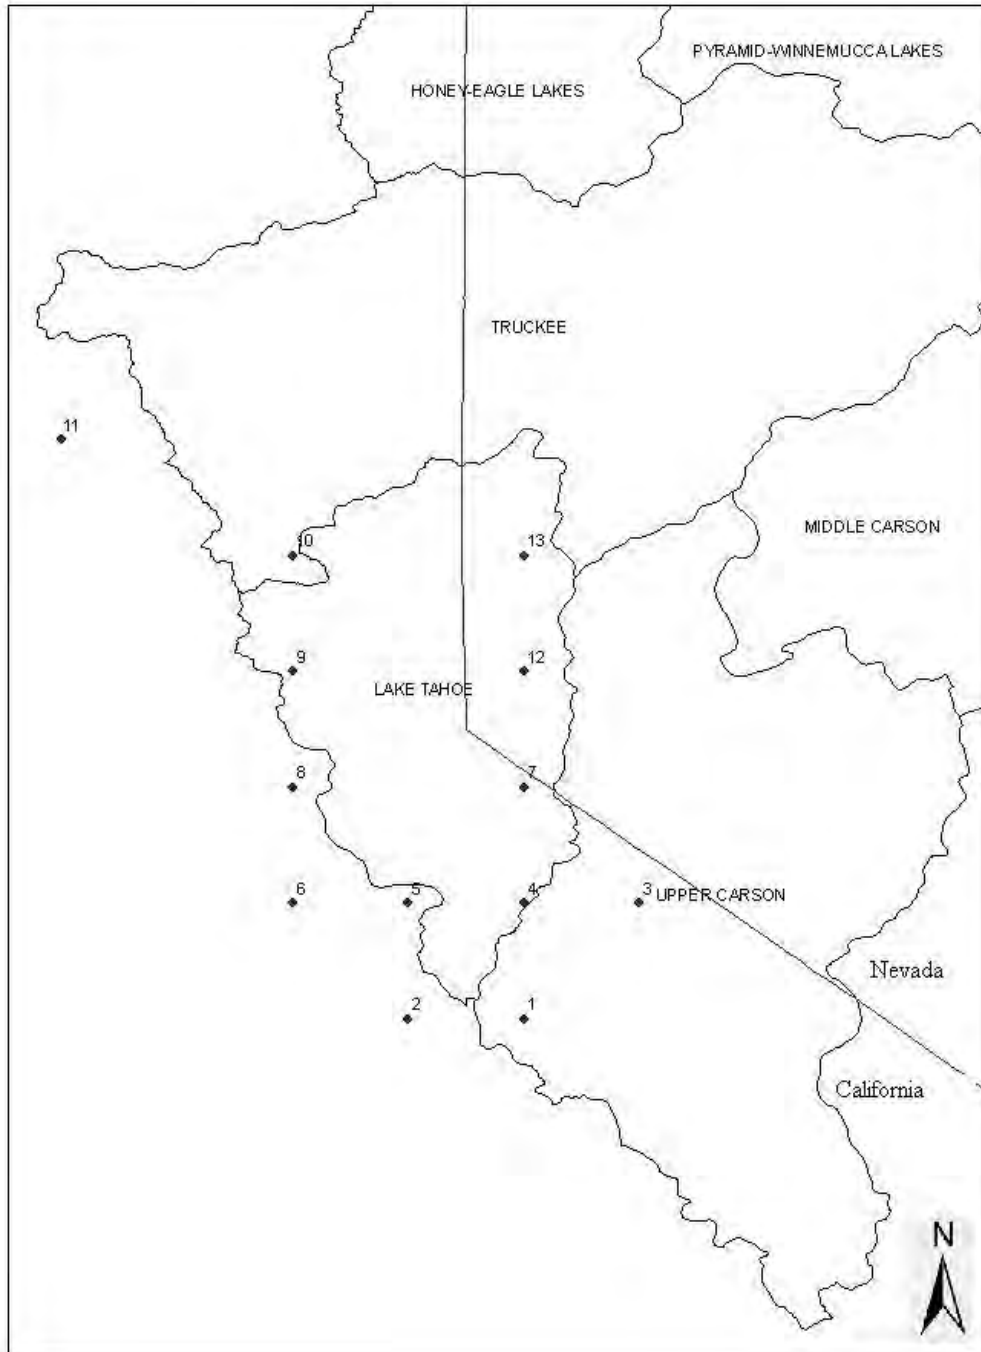 PYRAMID-WINNEMUCCA LAKES
HONEY-EAGLE LAKES
TRUCKEE
11
MIDDLE CARSON
10
13
9
12
LAKE TAHOE
8
7
6
5
4
3
UPPER CARSON
Nevada
2
1
California
N